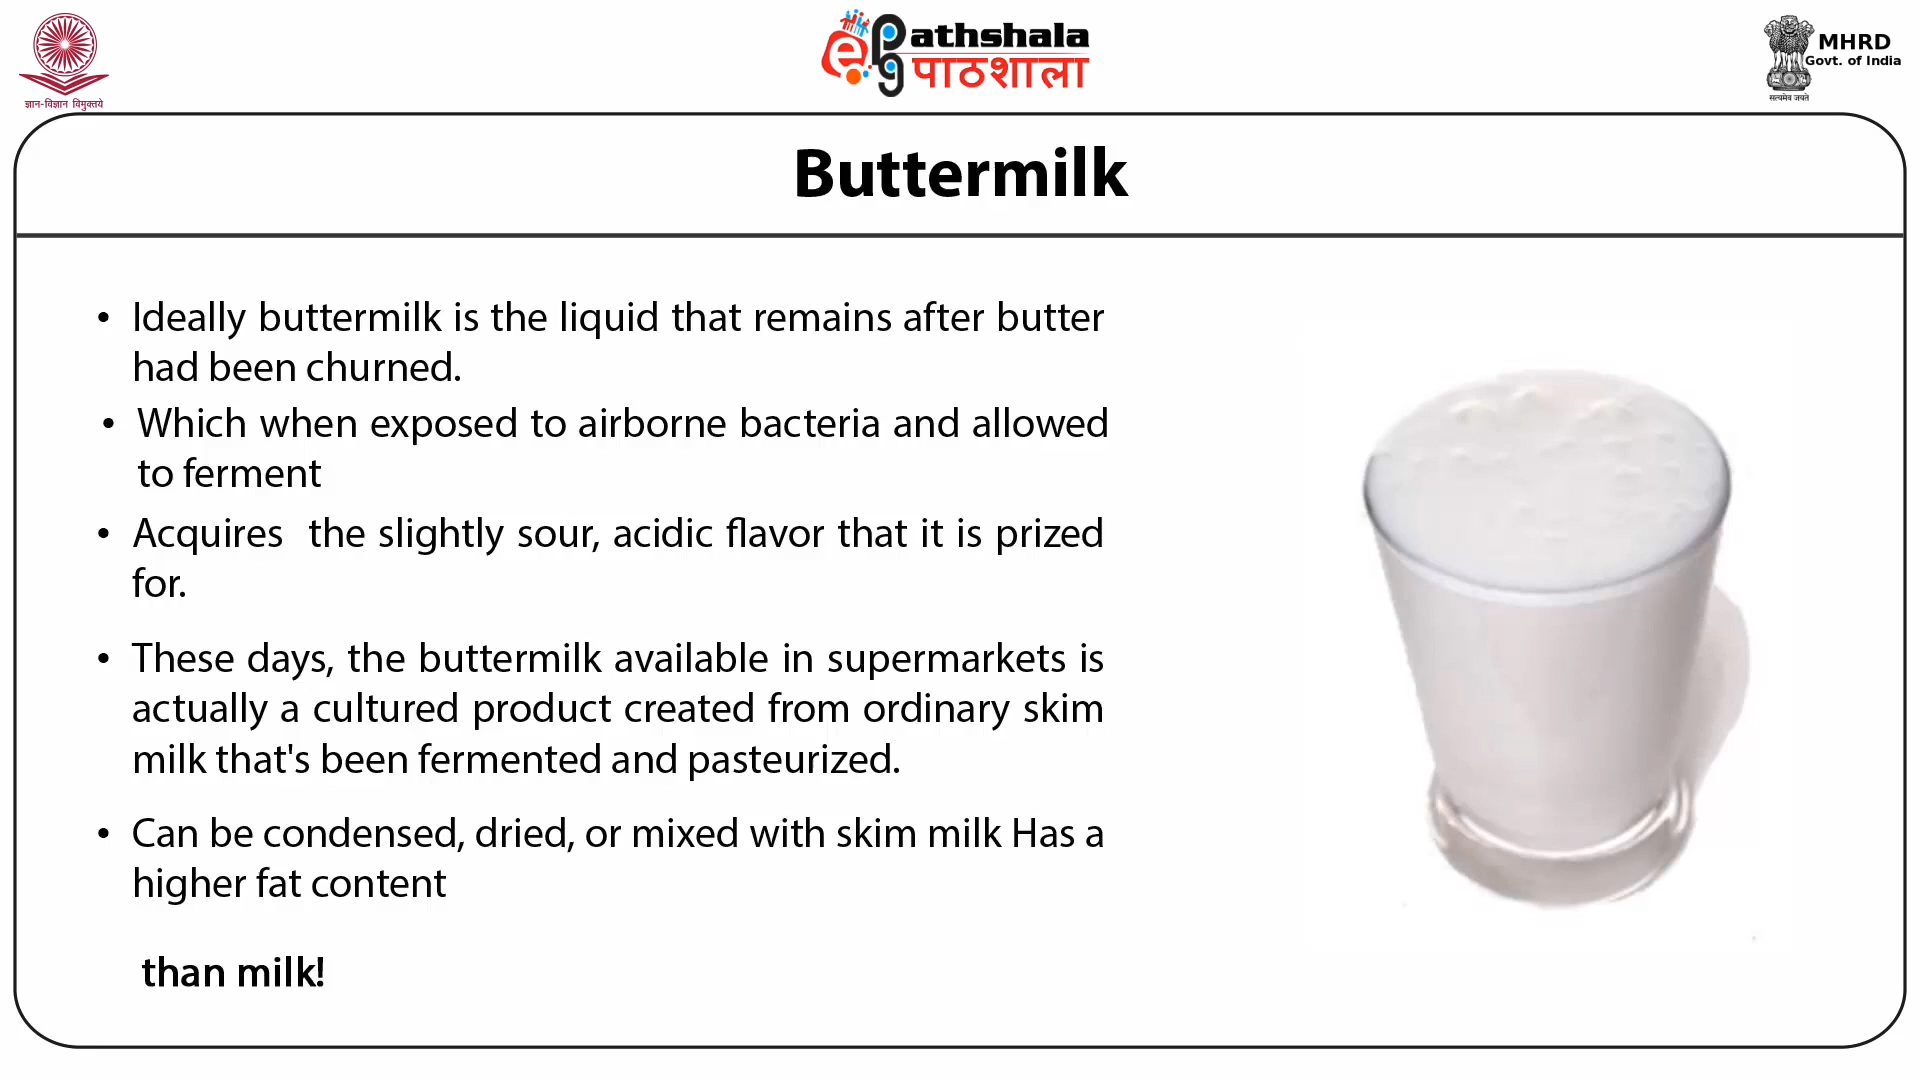 ज्ञान-विज्ञान विमुक्तये
ePathshala
पाठशाला
MHRD
Govt. of India
सत्यमेव जयते
Buttermilk
• Ideally buttermilk is the liquid that remains after butter
had been churned.
• Which when exposed to airborne bacteria and allowed
to ferment
• Acquires the slightly sour, acidic flavor that it is prized
for.
• These days, the buttermilk available in supermarkets is
actually a cultured product created from ordinary skim
milk that's been fermented and pasteurized.
• Can be condensed, dried, or mixed with skim milk Has a
higher fat content
than milk!